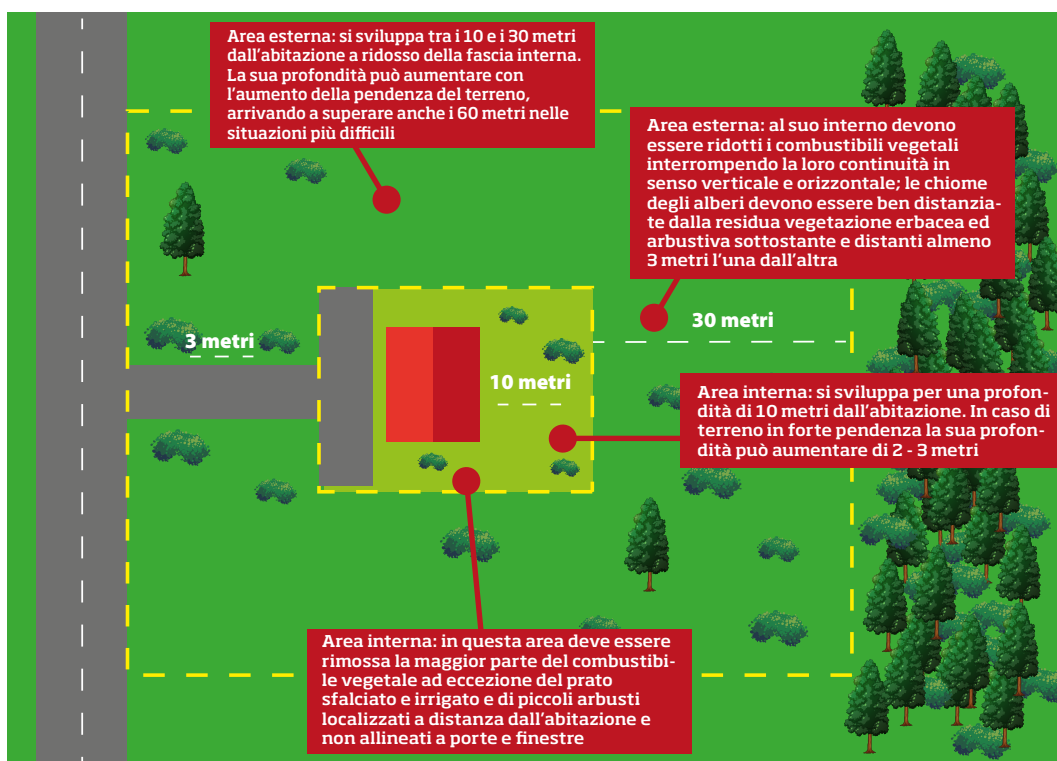 Area esterna: si sviluppa tra i 10 e i 30 metri
dall'abitazione a ridosso della fascia interna.
La sua profondità può aumentare con
l'aumento della pendenza del terreno,
arrivando a superare anche i 60 metri nelle
situazioni più difficili
Area esterna: al suo interno devono
essere ridotti i combustibili vegetali
interrompendo la loro continuità in
senso verticale e orizzontale; le chiome
degli alberi devono essere ben distanzia-
te dalla residua vegetazione erbacea ed
arbustiva sottostante e distanti almeno
3 metri l'una dall'altra
3 metri
30 metri
10 metri
Area interna: si sviluppa per una profon-
dità di 10 metri dall'abitazione. In caso di
terreno in forte pendenza la sua profon-
dità può aumentare di 2 - 3 metri
Area interna: in questa area deve essere
rimossa la maggior parte del combustibi-
le vegetale ad eccezione del prato
sfalciato e irrigato e di piccoli arbusti
localizzati a distanza dall'abitazione e
non allineati a porte e finestre